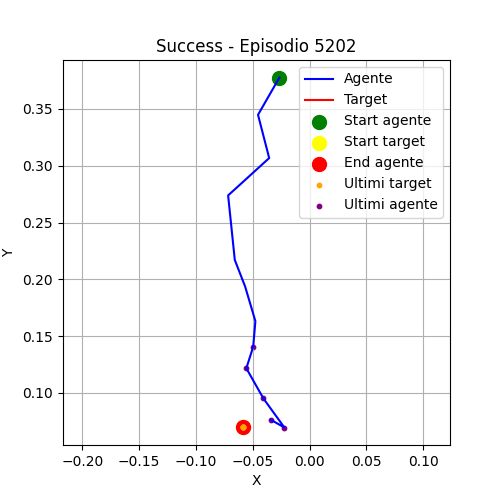 Success - Episodio 5202
Agente
Target
Start agente
Start target
End agente
Ultimi target
Ultimi agente
0.35
0.30
0.25
0.20
0.15
0.10
Y
−0.20
−0.15
−0.10
−0.05
0.00
0.05
0.10
X